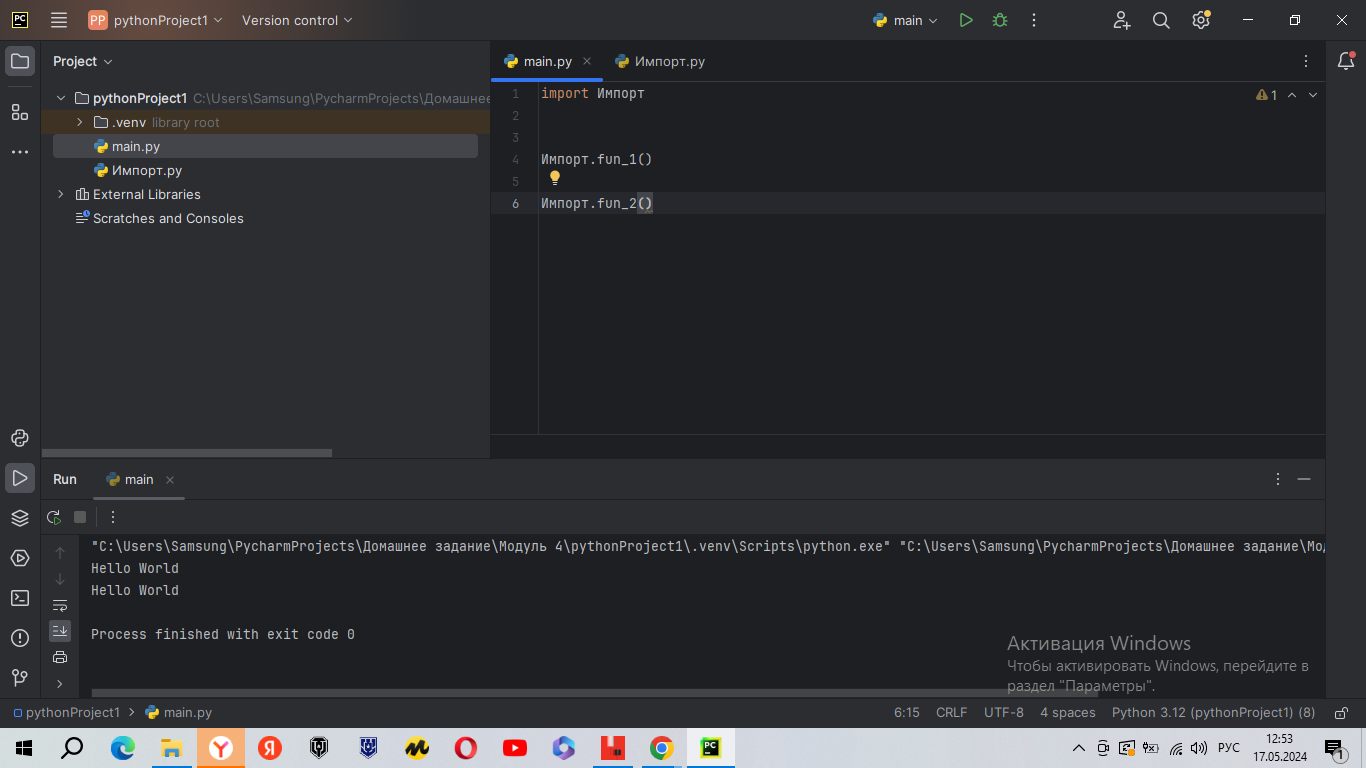 PC
PP pythonProject1
Version control
main
Project
main.py
Импорт.py
pythonProject1 C:\Users\Samsung\PycharmProjects\Домашнее
.venv library root
main.py
Импорт.py
External Libraries
Scratches and Consoles
1 import Импорт
1
2
3
4 Импорт.fun_1()
5
6 Импорт.fun_2()
Run
main
"C:\Users\Samsung\PycharmProjects\Домашнее задание\Модуль 4\pythonProject1\.venv\Scripts\python.exe" "C:\Users\Samsung\PycharmProjects\Домашнее задание\Мод
Hello World
Hello World
Process finished with exit code 0
Активация Windows
Чтобы активировать Windows, перейдите в
раздел "Параметры".
pythonProject1
main.py
6:15
CRLF
UTF-8
4 spaces
Python 3.12 (pythonProject1) (8)
Y
Я
PC
РУС
12:53
17.05.2024
1